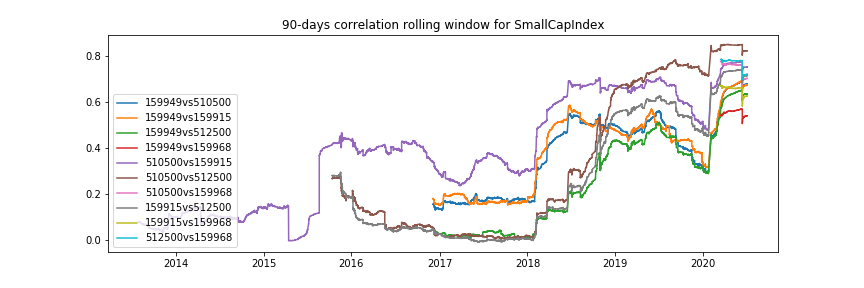 90-days correlation rolling window for SmallCapIndex
0.8
0.6
0.4
0.2
0.0
159949vs510500
159949vs159915
159949vs512500
159949vs159968
510500vs159915
510500vs512500
510500vs159968
159915vs512500
159915vs159968
512500vs159968
2014 2015 2016 2017 2018 2019 2020